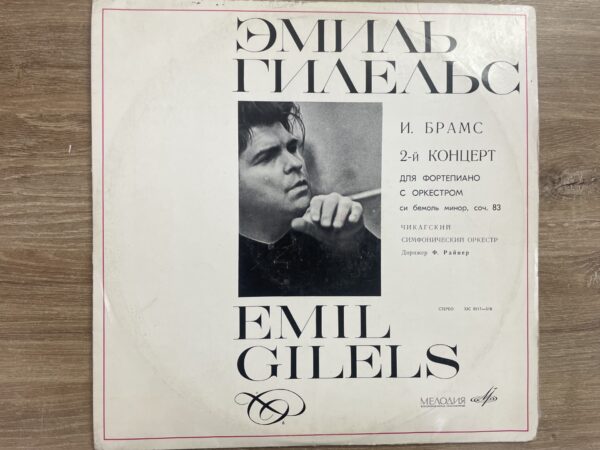 ЭМИЛЬ
ГИЛЕЛЬС
И. БРАМС
2-й КОНЦЕРТ
ДЛЯ ФОРТЕПИАНО
С ОРКЕСТРОМ
си бемоль минор, соч. 83
ЧИКАГСКИЙ
СИМФОНИЧЕСКИЙ ОРКЕСТР
Дирижер Ф. Райнер
СТЕРЕО
EMIL
GILELS
МЕЛОДИЯ